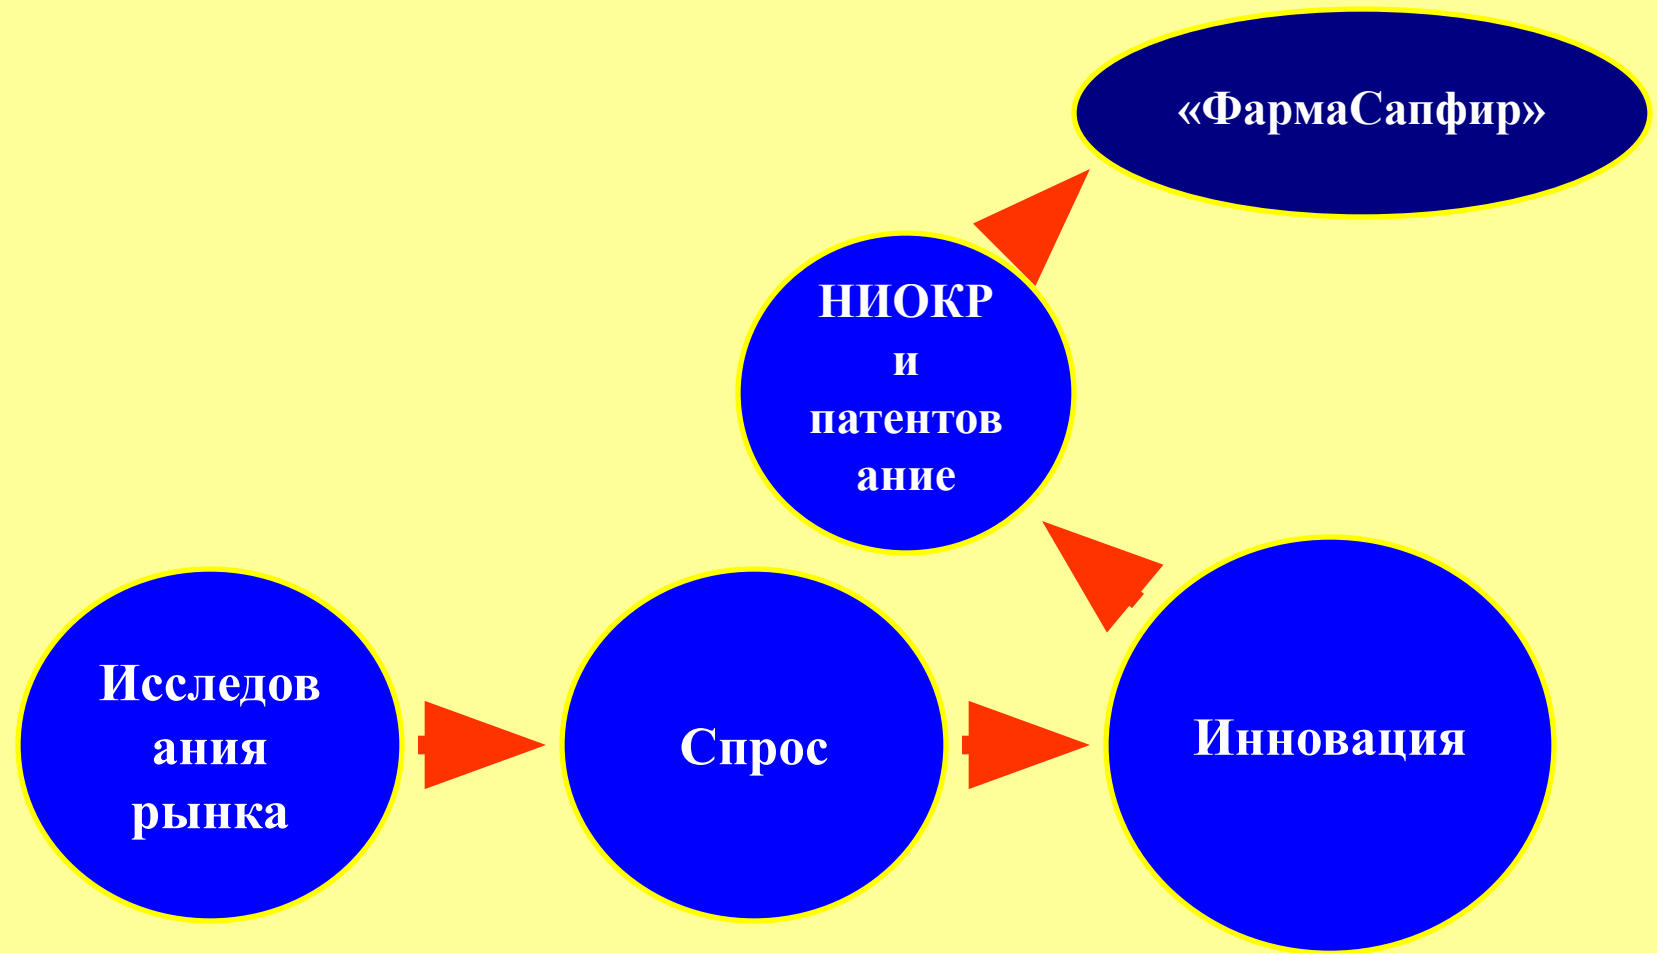 «ФармаСапфир»
НИОКР
и
патентов
ание
Исследов
ания
рынка
Спрос
Инновация